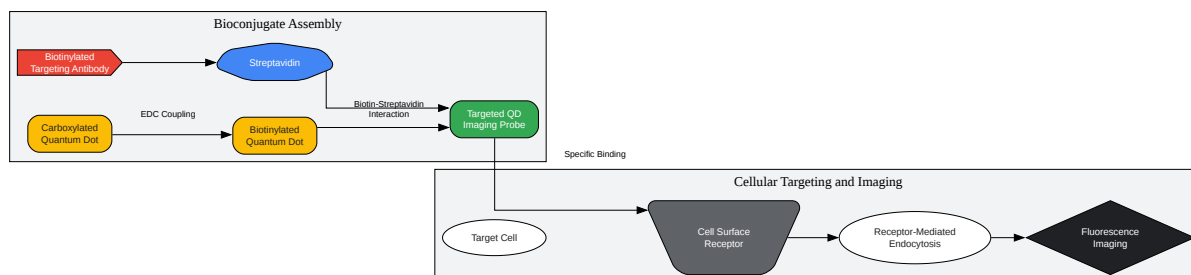 Bioconjugate Assembly
Biotinylated
Targeting Antibody
Streptavidin
Biotin-Streptavidin
Interaction
Targeted QD
Imaging Probe
EDC Coupling
Carboxylated
Quantum Dot
Biotinylated
Quantum Dot
Specific Binding
Cellular Targeting and Imaging
Target Cell
Cell Surface
Receptor
Receptor-Mediated
Endocytosis
Fluorescence
Imaging